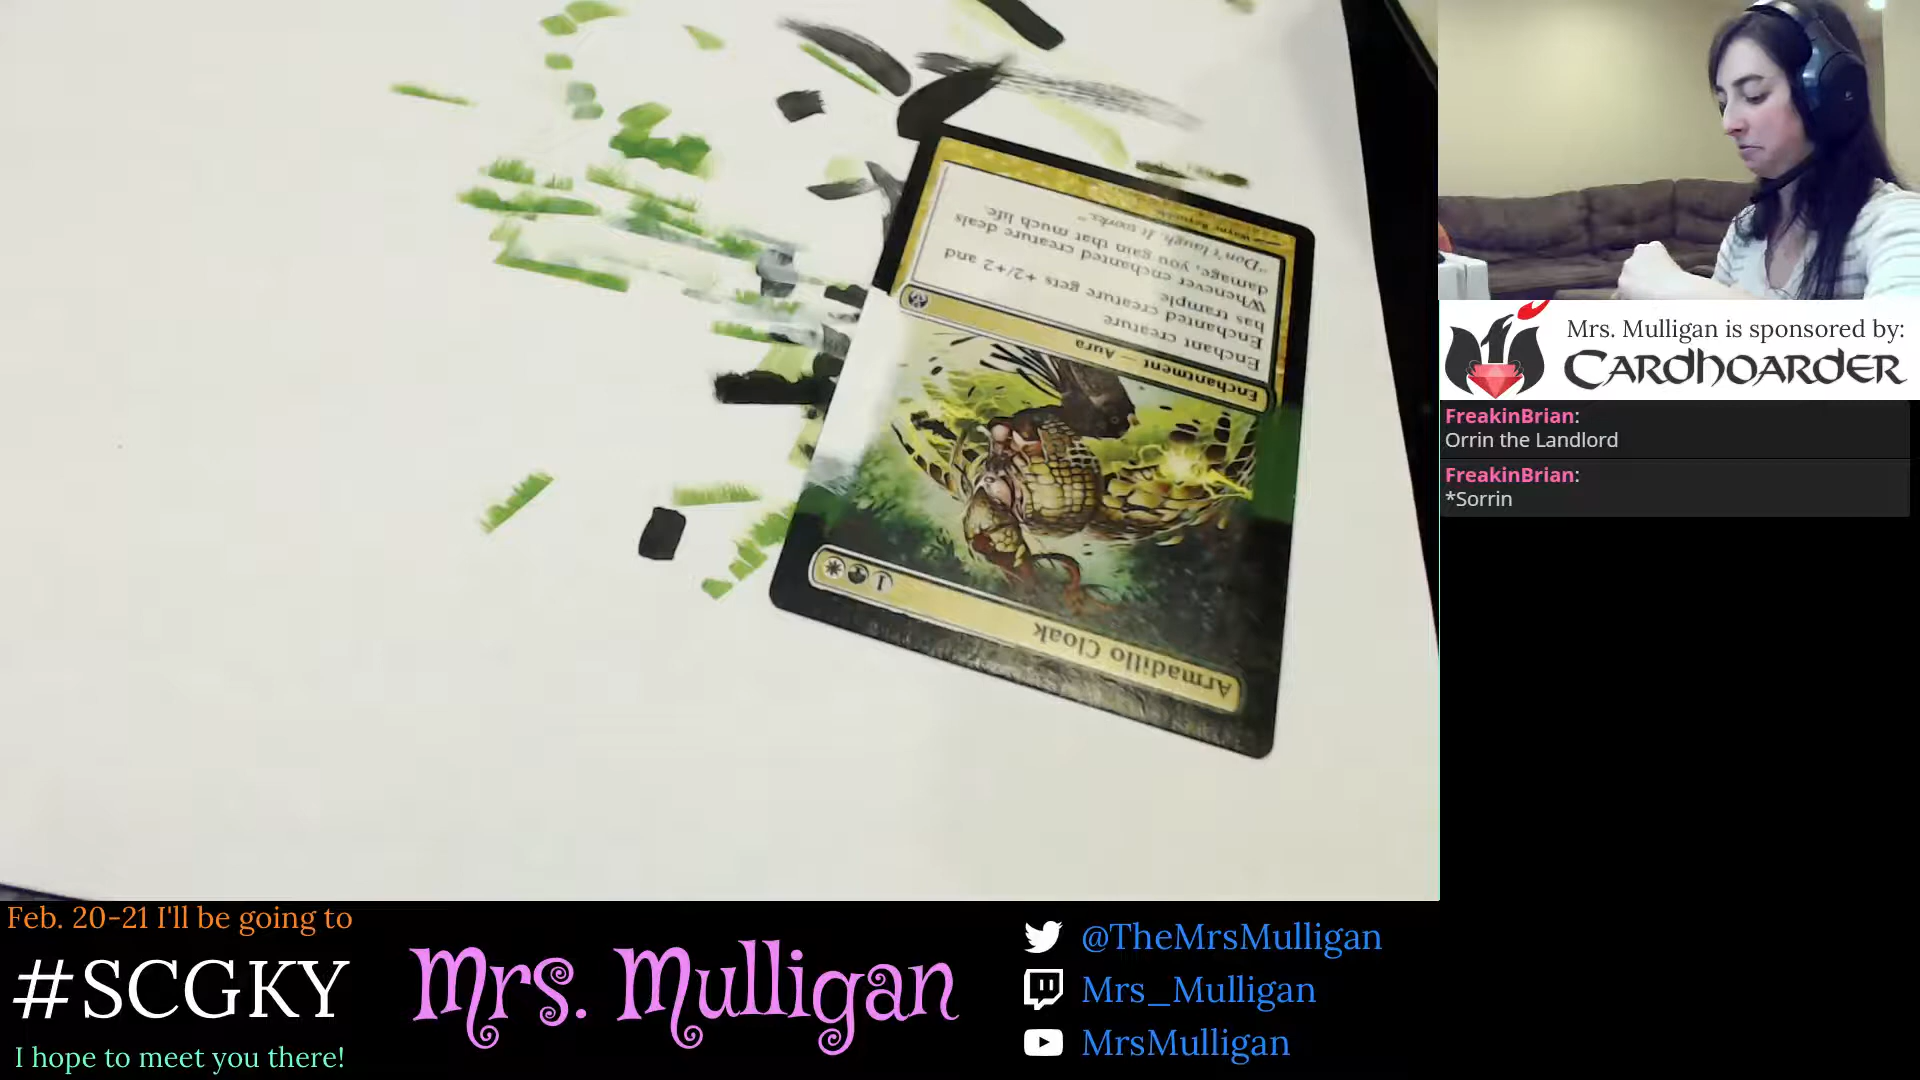 Armadillo Cloak
1
Enchantment — Aura
Enchant creature
Enchanted creature gets +2/+2 and
has trample.
Whenever enchanted creature deals
damage, you gain that much life.
"Don't laugh. It works."
Mrs. Mulligan is sponsored by:
CARDHOARDER
FreakinBrian:
Orrin the Landlord
FreakinBrian:
*Sorrin
Feb. 20-21 I'll be going to
#SCGKY
I hope to meet you there!
Mrs. Mulligan
@TheMrsMulligan
Mrs_Mulligan
MrsMulligan